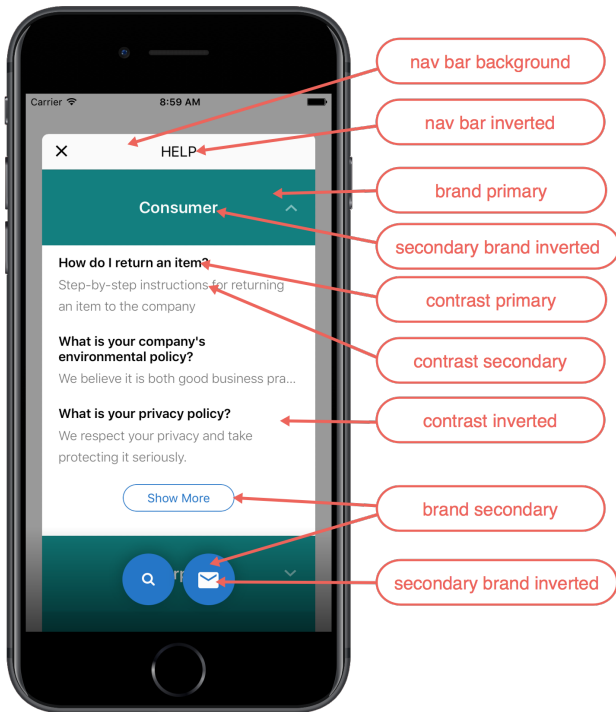 nav bar background
Carrier
8:59 AM
nav bar inverted
HELP
brand primary
Consumer
secondary brand inverted
How do I return an item?
Step-by-step instructions for returning
an item to the company
contrast primary
What is your company's
environmental policy?
contrast secondary
We believe it is both good business pra...
What is your privacy policy?
contrast inverted
We respect your privacy and take
protecting it seriously.
Show More
brand secondary
secondary brand inverted